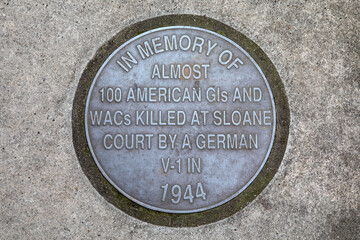 IN MEMORY OF
ALMOST
100 AMERICAN GIs AND
WACs KILLED AT SLOANE
COURT BY A GERMAN
V-1 IN
1944